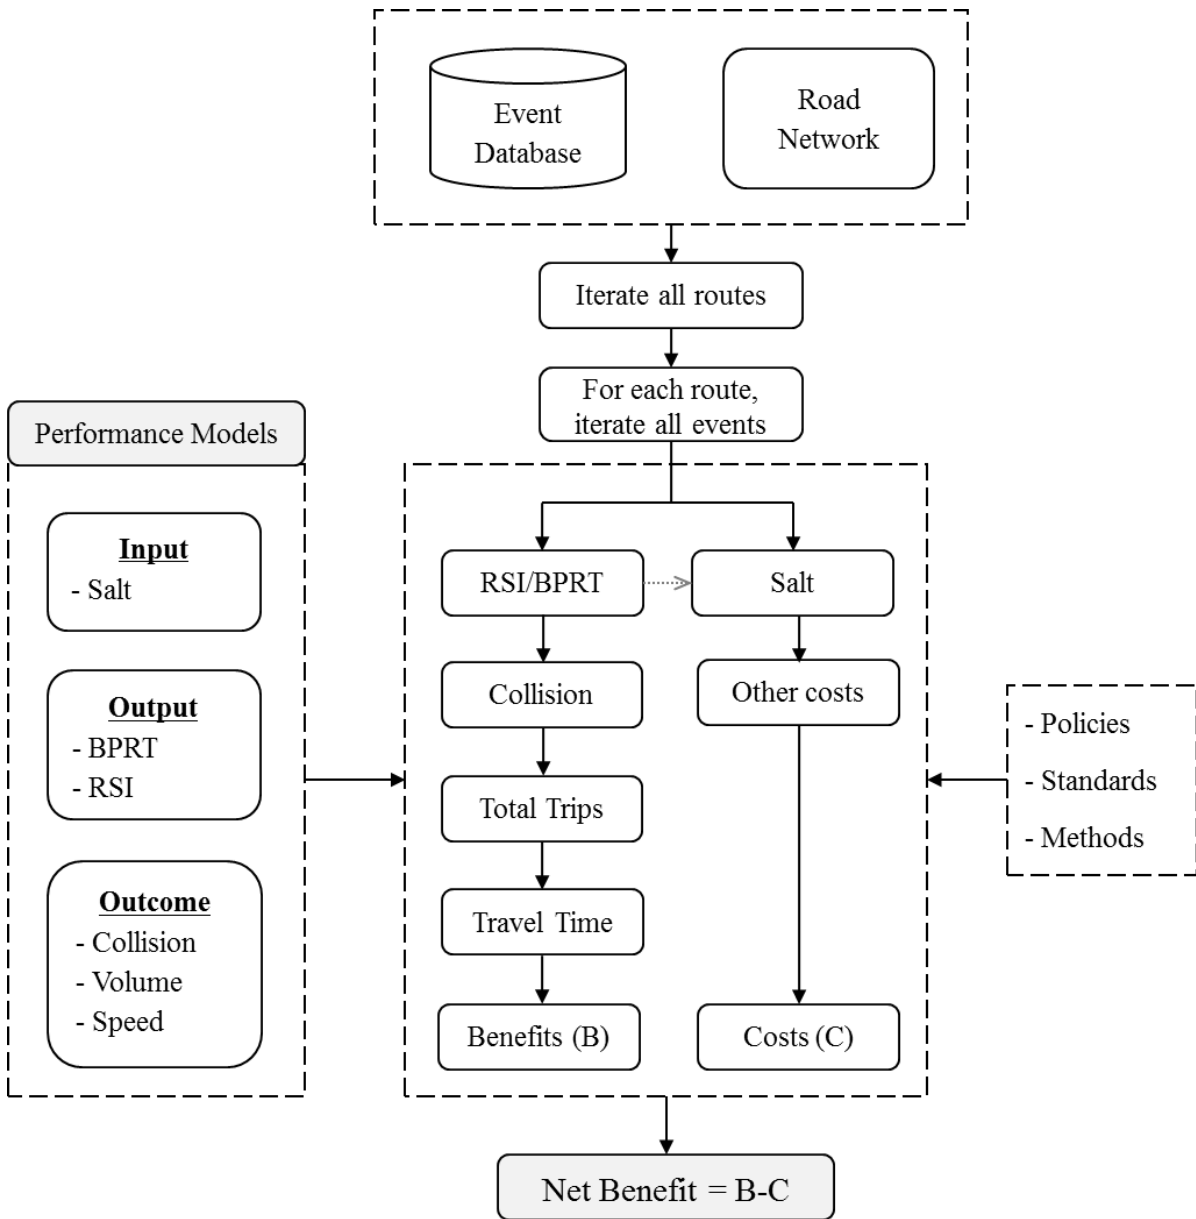 Event
Database
Road
Network
Iterate all routes
For each route,
iterate all events
Performance Models
Input
- Salt
Output
- BPRT
- RSI
Outcome
- Collision
- Volume
- Speed
RSI/BPRT
Salt
Collision
Other costs
Total Trips
Travel Time
Benefits (B)
Costs (C)
- Policies
- Standards
- Methods
Net Benefit = B-C